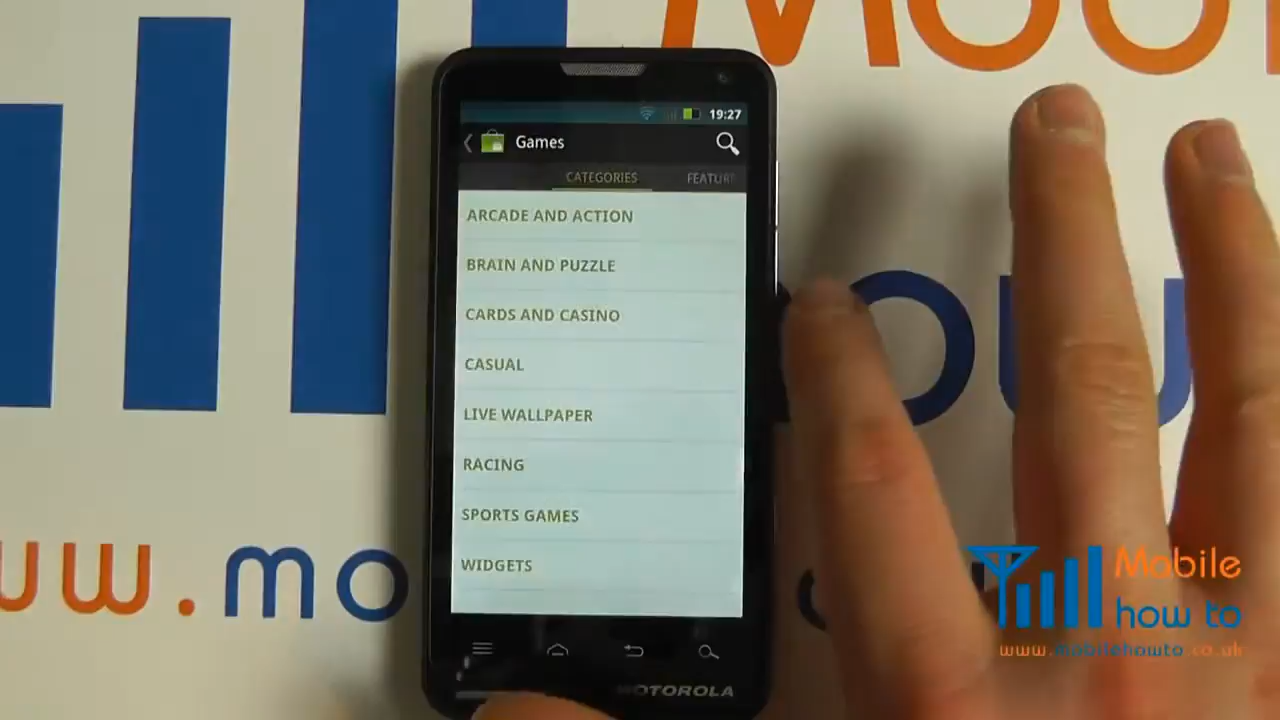 19:27
Games
CATEGORIES
FEATUR
ARCADE AND ACTION
BRAIN AND PUZZLE
CARDS AND CASINO
CASUAL
LIVE WALLPAPER
RACING
SPORTS GAMES
WIDGETS
MOTOROLA
Mobile
how to
www.mobilehowto.co.uk